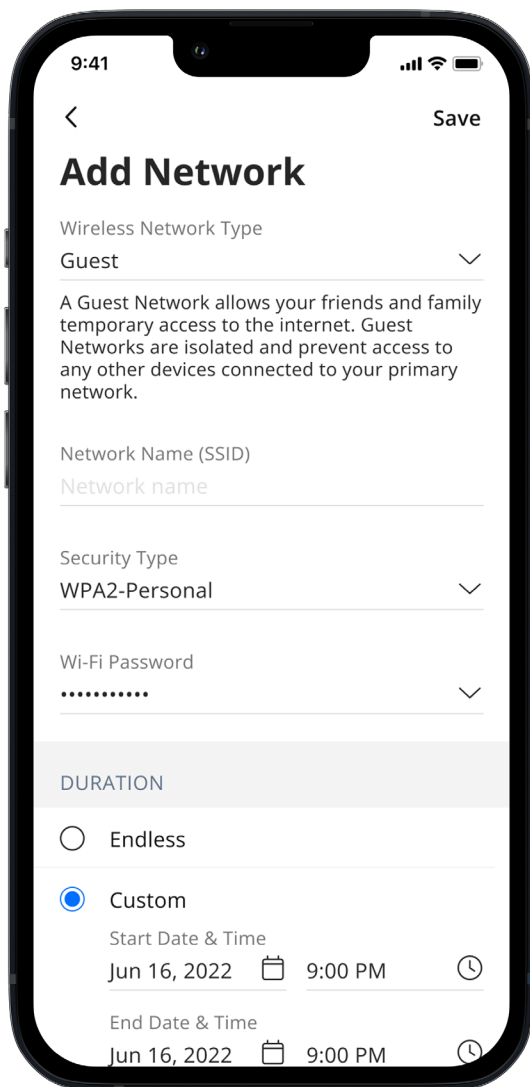 9:41
Save
Add Network
Wireless Network Type
Guest
A Guest Network allows your friends and family
temporary access to the internet. Guest
Networks are isolated and prevent access to
any other devices connected to your primary
network.
Network Name (SSID)
Network name
Security Type
WPA2-Personal
Wi-Fi Password
•••••••••••
DURATION
Endless
Custom
Start Date & Time
Jun 16, 2022 9:00 PM
End Date & Time
Jun 16, 2022 9:00 PM